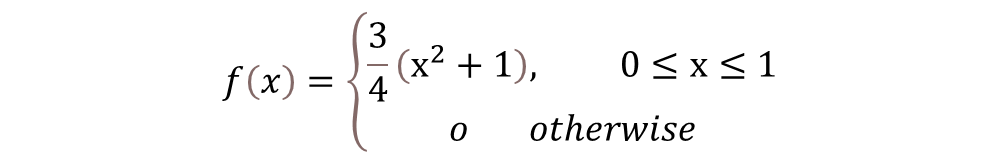 f(x) = { 3/4 (x² + 1), 0 ≤ x ≤ 1
o otherwise